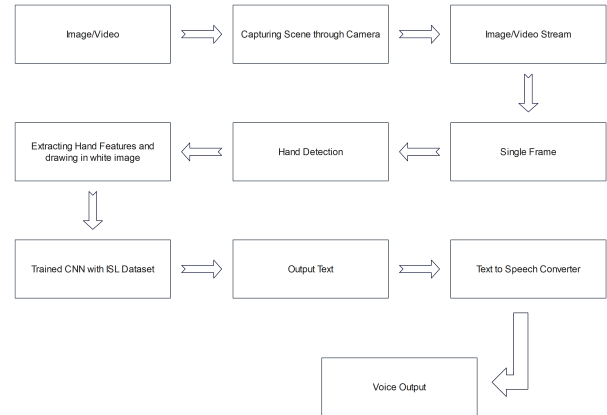 Image/Video
Capturing Scene through Camera
Image/Video Stream
Single Frame
Hand Detection
Extracting Hand Features and
drawing in white image
Trained CNN with ISL Dataset
Output Text
Text to Speech Converter
Voice Output